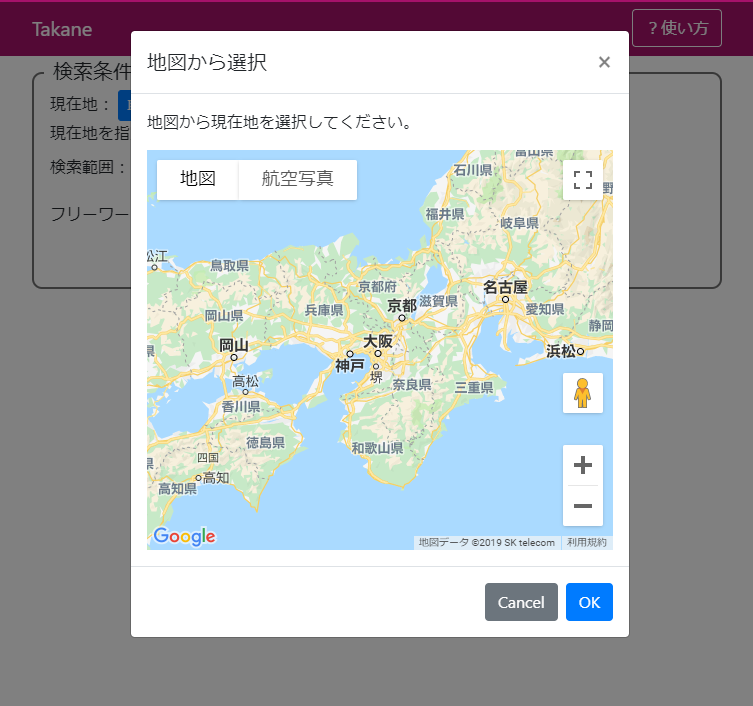 Takane
？使い方
検索条件
現在地：
現在地を指
検索範囲：
フリーワー
地図から選択
×
地図から現在地を選択してください。
地図
航空写真
富山県
石川県
野
福井県
岐阜県
松江
鳥取県
京都府
名古屋
京都
滋賀県
兵庫県
愛知県
岡山県
静岡
岡山
大阪
浜松
県
神戸
堺
高松
奈良県
三重県
香川県
徳島県
和歌山県
四国
県
高知
高知県
Google
地図データ ©2019 SK telecom
利用規約
Cancel
OK